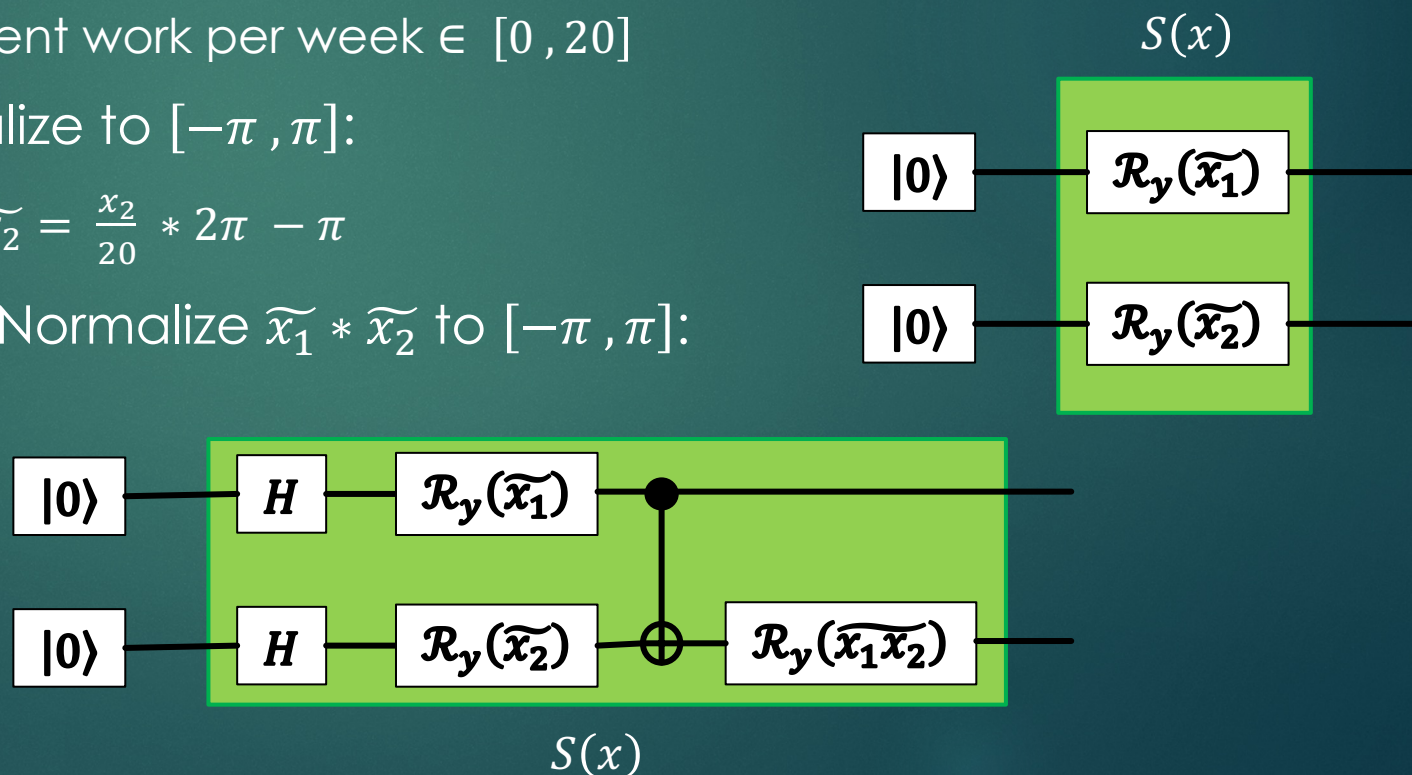 ent work per week ∈ [0 , 20]
lize to [−π , π]:
x̃₂ = x₂/20 * 2π − π
Normalize x̃₁ * x̃₂ to [−π , π]:
S(x)
|0⟩ ℛy(x̃₁)
|0⟩ ℛy(x̃₂)
|0⟩ H ℛy(x̃₁)
|0⟩ H ℛy(x̃₂) ℛy(x̃₁x₂)
S(x)